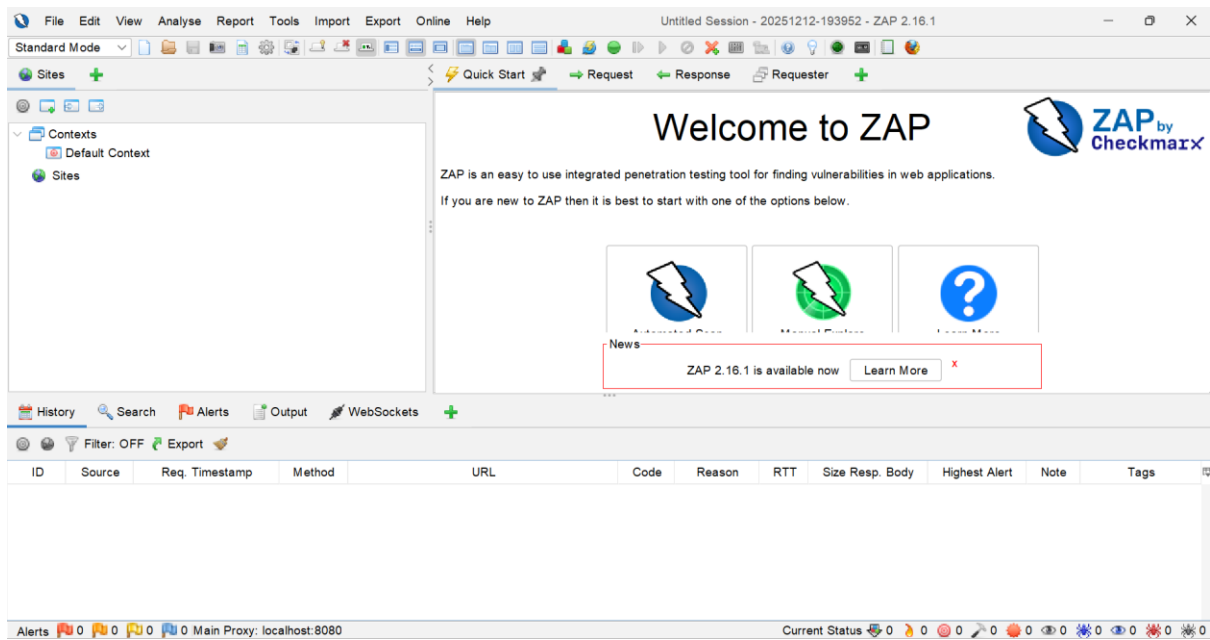 File Edit View Analyse Report Tools Import Export Online Help Untitled Session - 20251212-193952 - ZAP 2.16.1
Standard Mode
Sites
Quick Start Request Response Requester
Contexts
Default Context
Sites
Welcome to ZAP
ZAP by
Checkmarx
ZAP is an easy to use integrated penetration testing tool for finding vulnerabilities in web applications.
If you are new to ZAP then it is best to start with one of the options below.
Automated Scan Manual Explore Learn More
News
ZAP 2.16.1 is available now Learn More x
History Search Alerts Output WebSockets
Filter: OFF Export
ID Source Req. Timestamp Method URL Code Reason RTT Size Resp. Body Highest Alert Note Tags
Alerts 0 0 0 0 Main Proxy: localhost:8080 Current Status 0 0 0 0 0 0 0 0 0 0